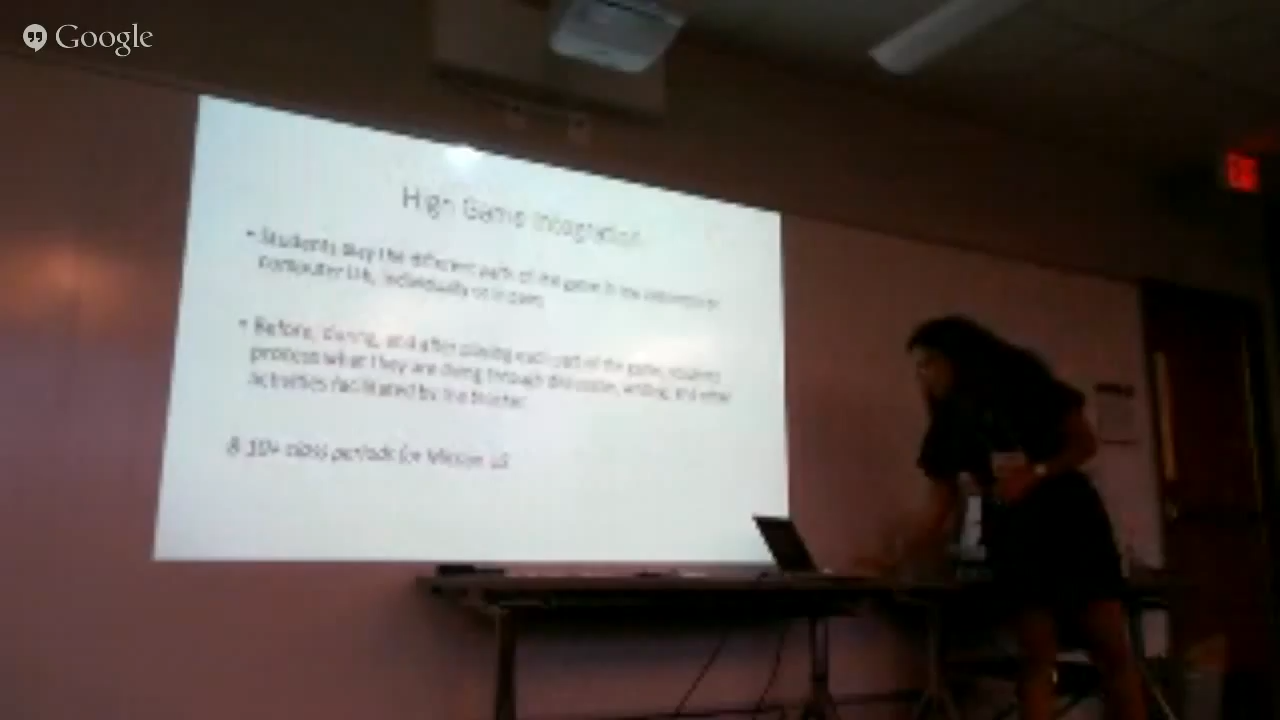 Google
High Game Integration
• Students play the different parts of the game in the
computer lab, individually or in pairs
• Before, during, and after playing each part of the game, students
process what they are doing through discussion, writing, and other
activities facilitated by the teacher
8-10+ class periods for Mission US